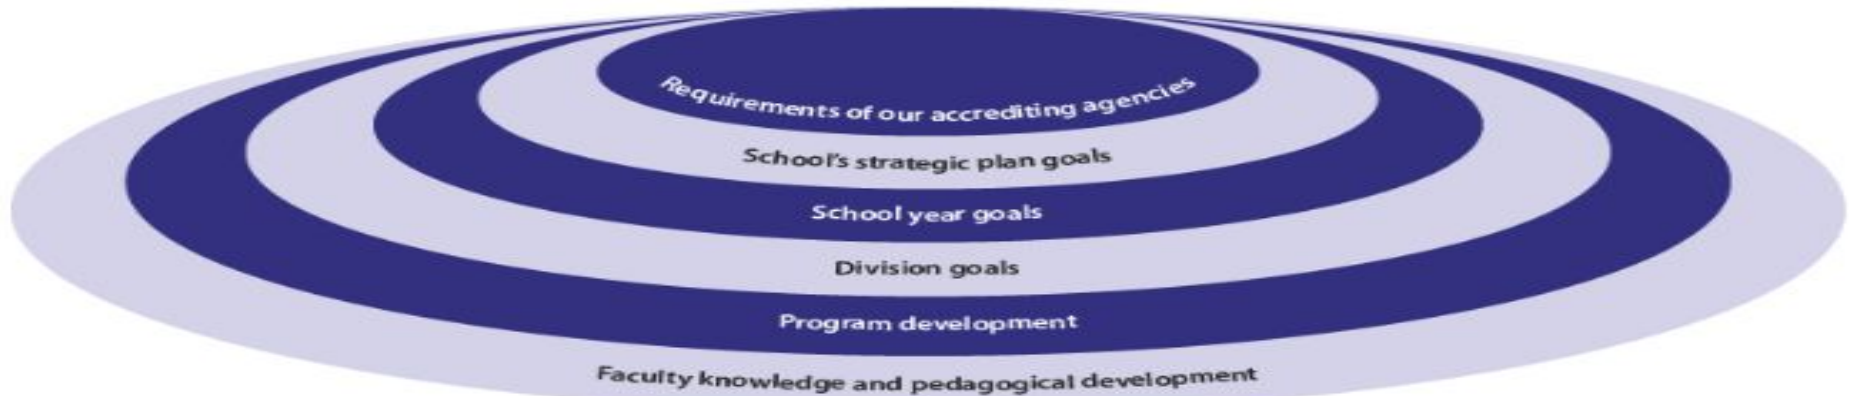 Requirements of our accrediting agencies
School's strategic plan goals
School year goals
Division goals
Program development
Faculty knowledge and pedagogical development